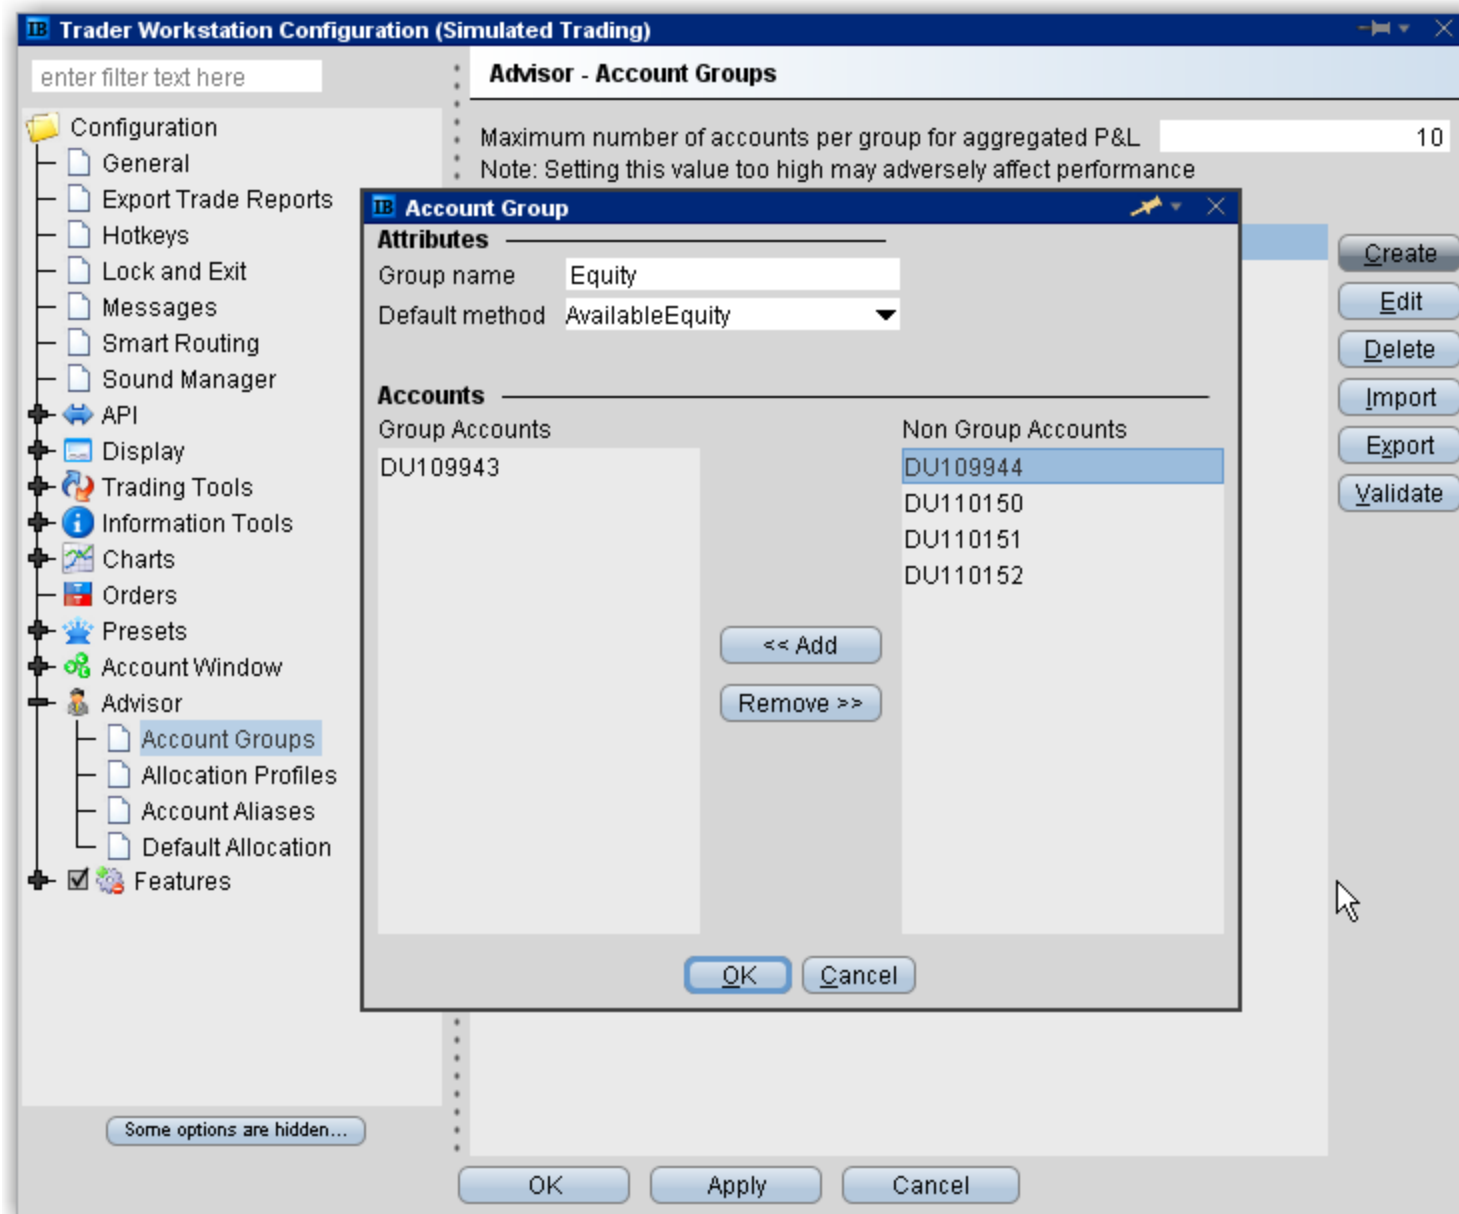 IB Trader Workstation Configuration (Simulated Trading)
enter filter text here
Configuration
General
Export Trade Reports
Hotkeys
Lock and Exit
Messages
Smart Routing
Sound Manager
API
Display
Trading Tools
Information Tools
Charts
Orders
Presets
Account Window
Advisor
Account Groups
Allocation Profiles
Account Aliases
Default Allocation
Features
Some options are hidden...
Advisor - Account Groups
Maximum number of accounts per group for aggregated P&L 10
Note: Setting this value too high may adversely affect performance
IB Account Group
Attributes
Group name Equity
Default method AvailableEquity
Accounts
Group Accounts
DU109943
<< Add
Remove >>
Non Group Accounts
DU109944
DU110150
DU110151
DU110152
OK Cancel
Create
Edit
Delete
Import
Export
Validate
OK Apply Cancel